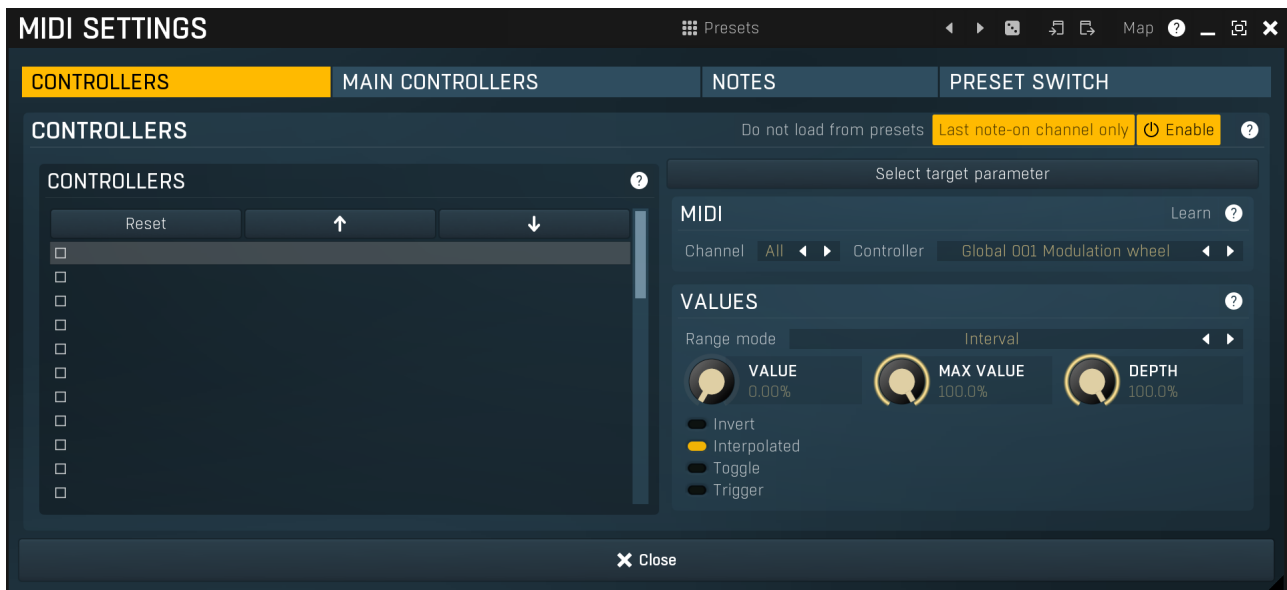 MIDI SETTINGS
Presets
Map ?
CONTROLLERS
MAIN CONTROLLERS
NOTES
PRESET SWITCH
CONTROLLERS
Do not load from presets
Last note-on channel only
Enable
?
CONTROLLERS
?
Reset
Select target parameter
MIDI
Learn
?
Channel All
Controller Global 001 Modulation wheel
VALUES
?
Range mode Interval
VALUE
0.00%
MAX VALUE
100.0%
DEPTH
100.0%
Invert
Interpolated
Toggle
Trigger
Close